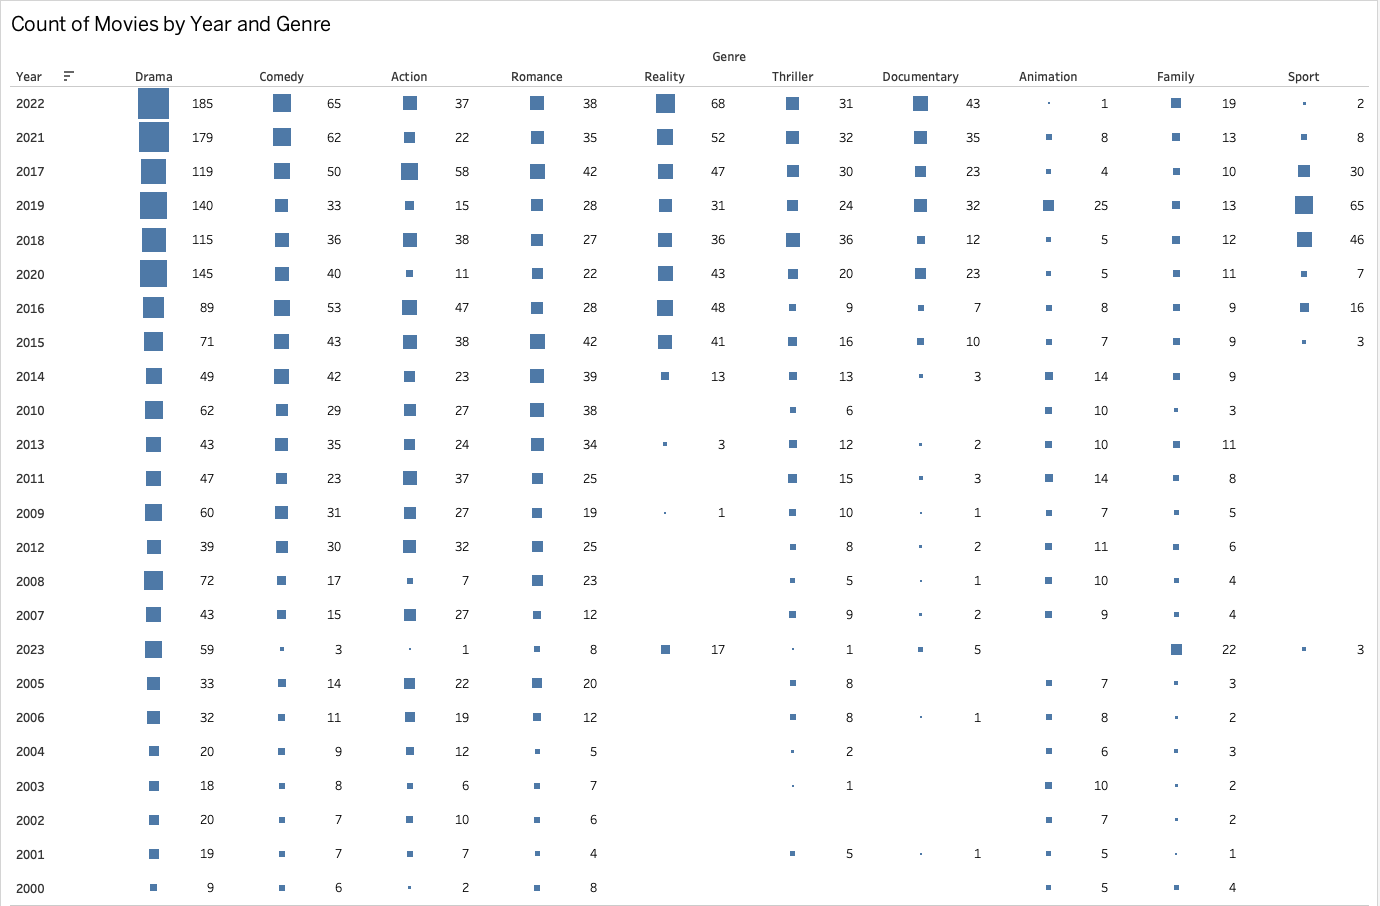 Count of Movies by Year and Genre
Genre
Year Drama Comedy Action Romance Reality Thriller Documentary Animation Family Sport
2022 185 65 37 38 68 31 43 1 19 2
2021 179 62 22 35 52 32 35 8 13 8
2017 119 50 58 42 47 30 23 4 10 30
2019 140 33 15 28 31 24 32 25 13 65
2018 115 36 38 27 36 36 12 5 12 46
2020 145 40 11 22 43 20 23 5 11 7
2016 89 53 47 28 48 9 7 8 9 16
2015 71 43 38 42 41 16 10 7 9 3
2014 49 42 23 39 13 13 3 14 9
2010 62 29 27 38 6 10 3
2013 43 35 24 34 3 12 2 10 11
2011 47 23 37 25 15 3 14 8
2009 60 31 27 19 1 10 1 7 5
2012 39 30 32 25 8 2 11 6
2008 72 17 7 23 5 1 10 4
2007 43 15 27 12 9 2 9 4
2023 59 3 1 8 17 1 5 22 3
2005 33 14 22 20 8 7 3
2006 32 11 19 12 8 1 8 2
2004 20 9 12 5 2 6 3
2003 18 8 6 7 1 10 2
2002 20 7 10 6 7 2
2001 19 7 7 4 5 1 5 1
2000 9 6 2 8 5 4